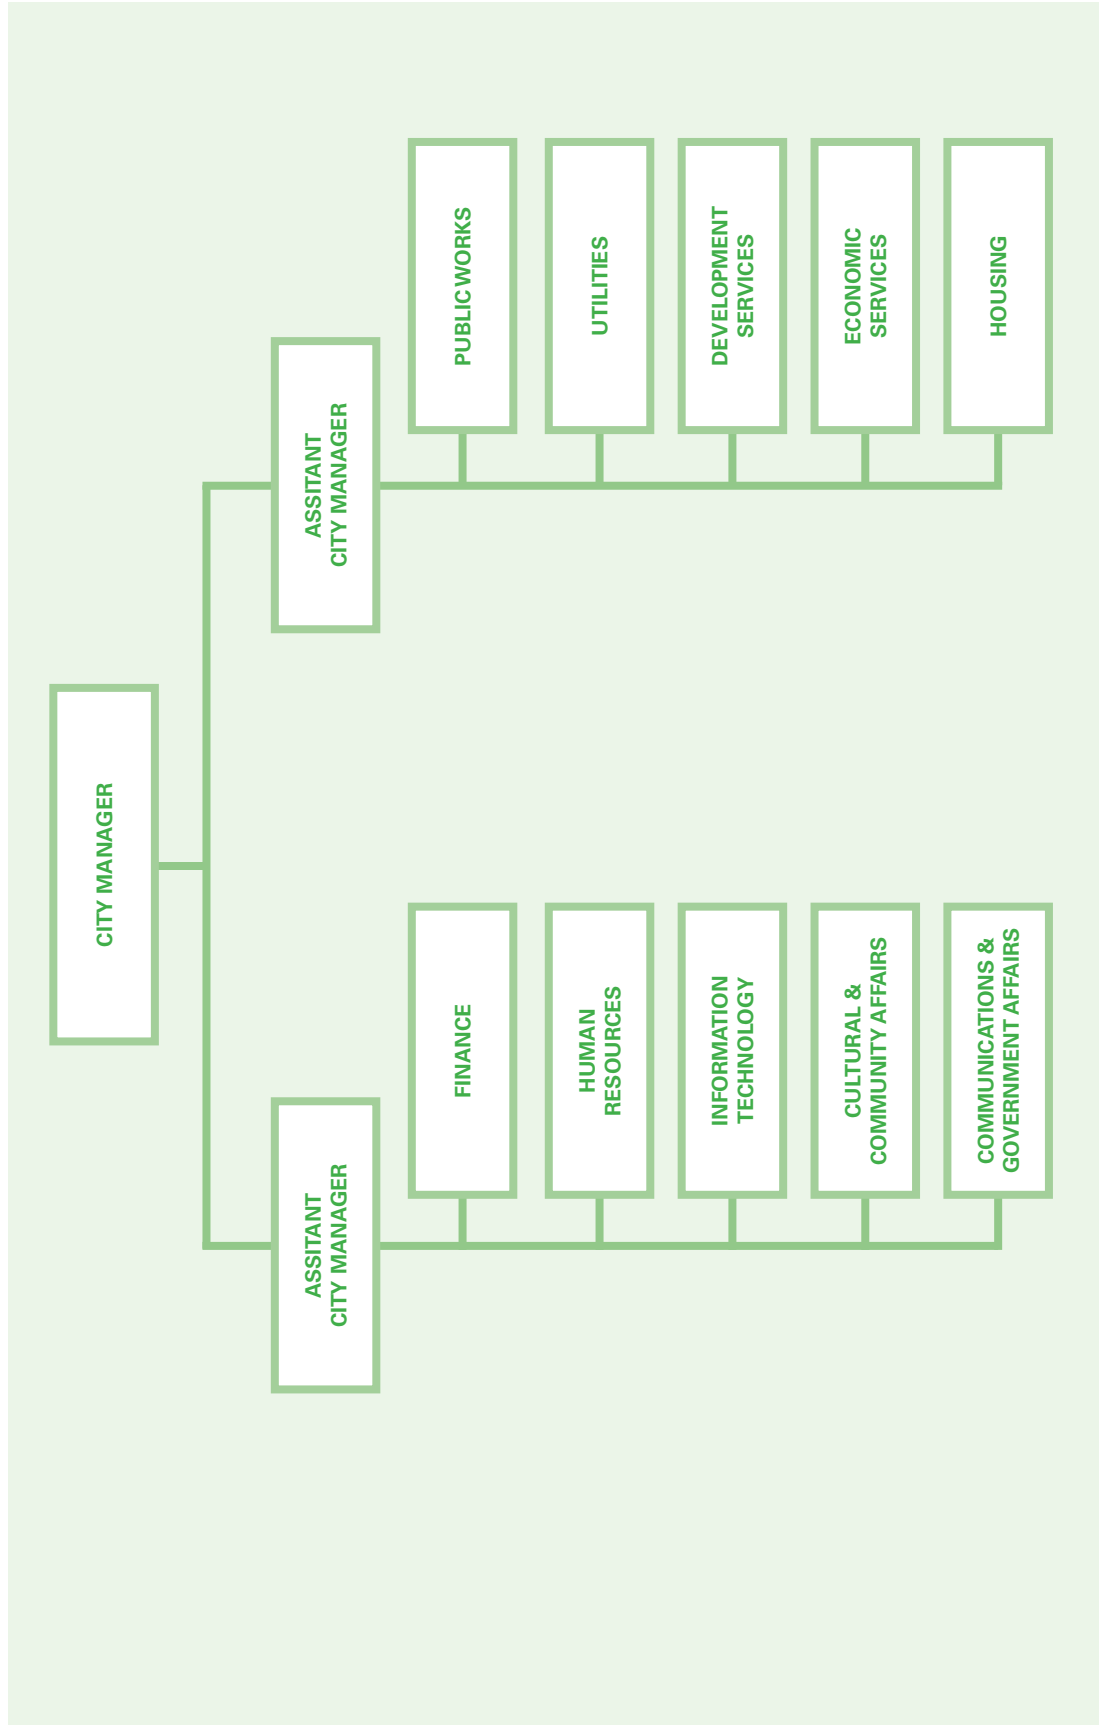 CITY MANAGER
ASSITANT
CITY MANAGER
FINANCE
HUMAN
RESOURCES
INFORMATION
TECHNOLOGY
CULTURAL &
COMMUNITY AFFAIRS
COMMUNICATIONS &
GOVERNMENT AFFAIRS
ASSITANT
CITY MANAGER
PUBLIC WORKS
UTILITIES
DEVELOPMENT
SERVICES
ECONOMIC
SERVICES
HOUSING